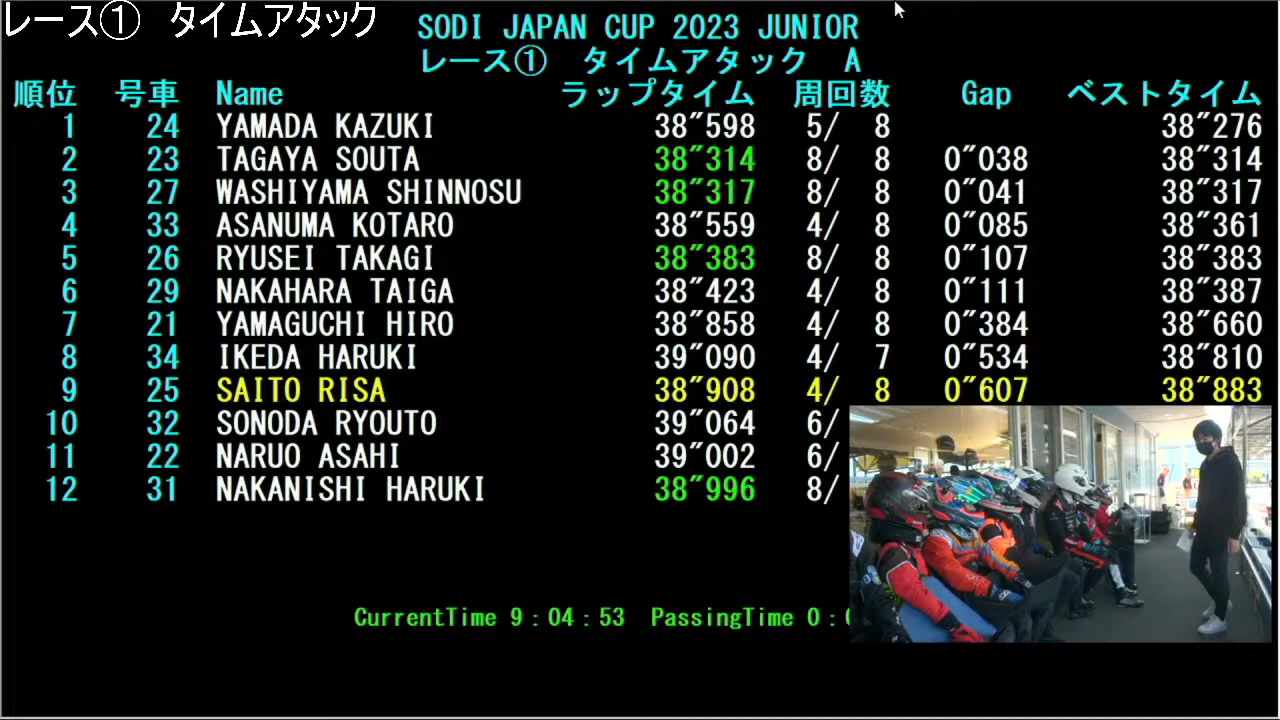 レース① タイムアタック
SODI JAPAN CUP 2023 JUNIOR
レース① タイムアタック A
順位 号車 Name ラップタイム 周回数 Gap ベストタイム
1 24 YAMADA KAZUKI 38"598 5/ 8 38"276
2 23 TAGAYA SOUTA 38"314 8/ 8 0"038 38"314
3 27 WASHIYAMA SHINNOSU 38"317 8/ 8 0"041 38"317
4 33 ASANUMA KOTARO 38"559 4/ 8 0"085 38"361
5 26 RYUSEI TAKAGI 38"383 8/ 8 0"107 38"383
6 29 NAKAHARA TAIGA 38"423 4/ 8 0"111 38"387
7 21 YAMAGUCHI HIRO 38"858 4/ 8 0"384 38"660
8 34 IKEDA HARUKI 39"090 4/ 7 0"534 38"810
9 25 SAITO RISA 38"908 4/ 8 0"607 38"883
10 32 SONODA RYOUTO 39"064 6/
11 22 NARUO ASAHI 39"002 6/
12 31 NAKANISHI HARUKI 38"996 8/
CurrentTime 9:04:53 PassingTime 0: